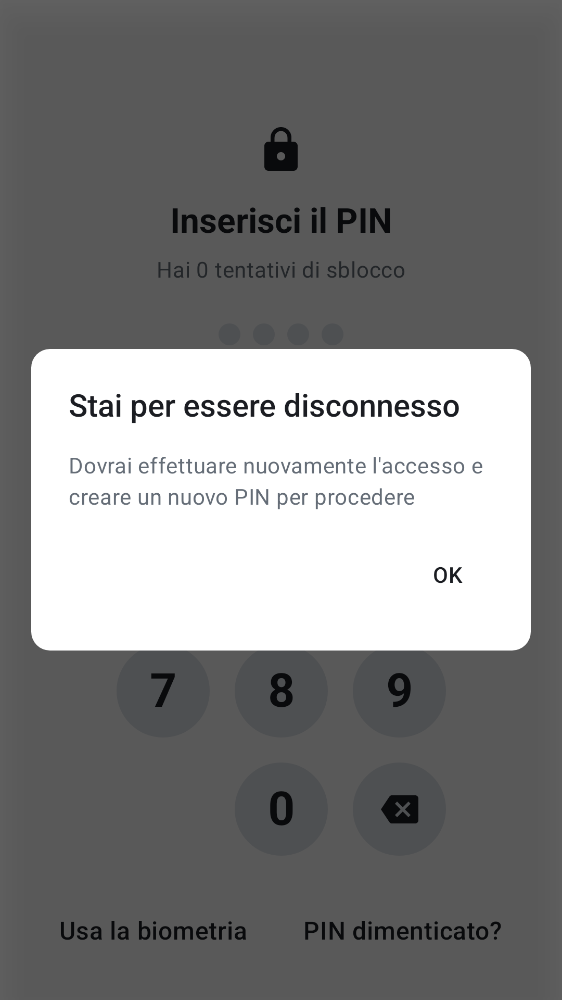 Inserisci il PIN
Hai 0 tentativi di sblocco
Stai per essere disconnesso
Dovrai effettuare nuovamente l'accesso e
creare un nuovo PIN per procedere
OK
7 8 9
0
Usa la biometria PIN dimenticato?